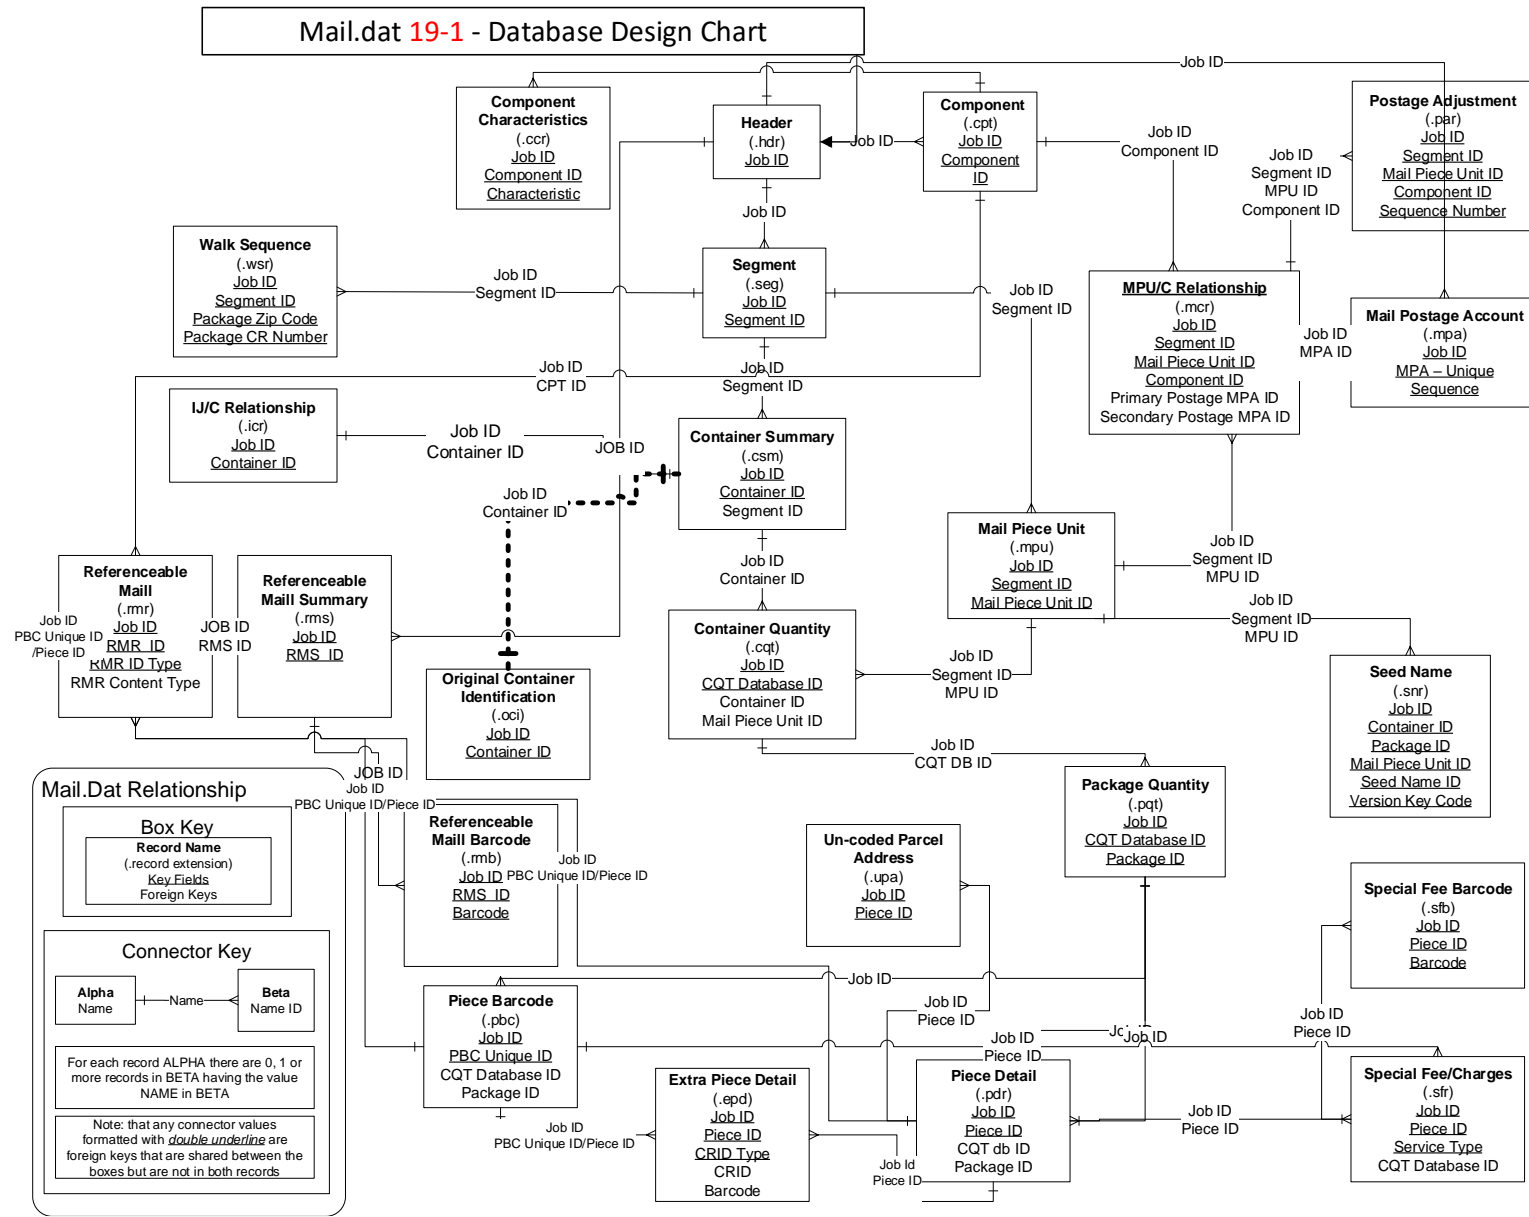 Mail.dat 19-1 - Database Design Chart
Job ID
Component
Characteristics
(.ccr)
Job ID
Component ID
Characteristic
Header
(.hdr)
Job ID
Job ID
Component
(.cpt)
Job ID
Component
ID
Job ID
Component ID
Job ID
Segment ID
MPU ID
Component ID
Postage Adjustment
(.par)
Job ID
Segment ID
Mail Piece Unit ID
Component ID
Sequence Number
Job ID
Walk Sequence
(.wsr)
Job ID
Segment ID
Package Zip Code
Package CR Number
Job ID
Segment ID
Segment
(.seg)
Job ID
Segment ID
Job ID
Segment ID
MPU/C Relationship
(.mcr)
Job ID
Segment ID
Mail Piece Unit ID
Component ID
Primary Postage MPA ID
Secondary Postage MPA ID
Job ID
MPA ID
Mail Postage Account
(.mpa)
Job ID
MPA – Unique
Sequence
Job ID
CPT ID
Job ID
Segment ID
IJ/C Relationship
(.icr)
Job ID
Container ID
Job ID
Container ID
JOB ID
Container Summary
(.csm)
Job ID
Container ID
Segment ID
Job ID
Container ID
Job ID
Container ID
Mail Piece Unit
(.mpu)
Job ID
Segment ID
Mail Piece Unit ID
Job ID
Segment ID
MPU ID
Job ID
Segment ID
MPU ID
Referenceable
Maill
(.rmr)
Job ID
RMR ID
RMR ID Type
RMR Content Type
Job ID
PBC Unique ID
/Piece ID
JOB ID
RMS ID
Referenceable
Maill Summary
(.rms)
Job ID
RMS ID
Original Container
Identification
(.oci)
Job ID
Container ID
Container Quantity
(.cqt)
Job ID
CQT Database ID
Container ID
Mail Piece Unit ID
Job ID
Segment ID
MPU ID
Seed Name
(.snr)
Job ID
Container ID
Package ID
Mail Piece Unit ID
Seed Name ID
Version Key Code
Job ID
CQT DB ID
Package Quantity
(.pqt)
Job ID
CQT Database ID
Package ID
JOB ID
Job ID
PBC Unique ID/Piece ID
Referenceable
Maill Barcode
(.rmb)
Job ID
RMS ID
Barcode
Job ID
PBC Unique ID/Piece ID
Un-coded Parcel
Address
(.upa)
Job ID
Piece ID
Special Fee Barcode
(.sfb)
Job ID
Piece ID
Barcode
Job ID
Piece Barcode
(.pbc)
Job ID
PBC Unique ID
CQT Database ID
Package ID
Job ID
Piece ID
Job ID
Piece ID
Job ID
Job ID
Piece ID
Job ID
PBC Unique ID/Piece ID
Extra Piece Detail
(.epd)
Job ID
Piece ID
CRID Type
CRID
Barcode
Job Id
Piece ID
Piece Detail
(.pdr)
Job ID
Piece ID
CQT db ID
Package ID
Job ID
Piece ID
Special Fee/Charges
(.sfr)
Job ID
Piece ID
Service Type
CQT Database ID
Mail.Dat Relationship
Box Key
Record Name
(.record extension)
Key Fields
Foreign Keys
Connector Key
Alpha
Name
Name
Beta
Name ID
For each record ALPHA there are 0, 1 or
more records in BETA having the value
NAME in BETA
Note: that any connector values
formatted with double underline are
foreign keys that are shared between the
boxes but are not in both records